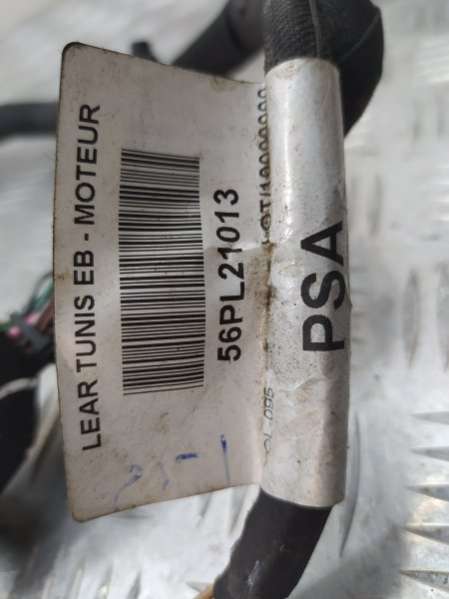 LEAR TUNIS EB - MOTEUR
56PL21013
PSA